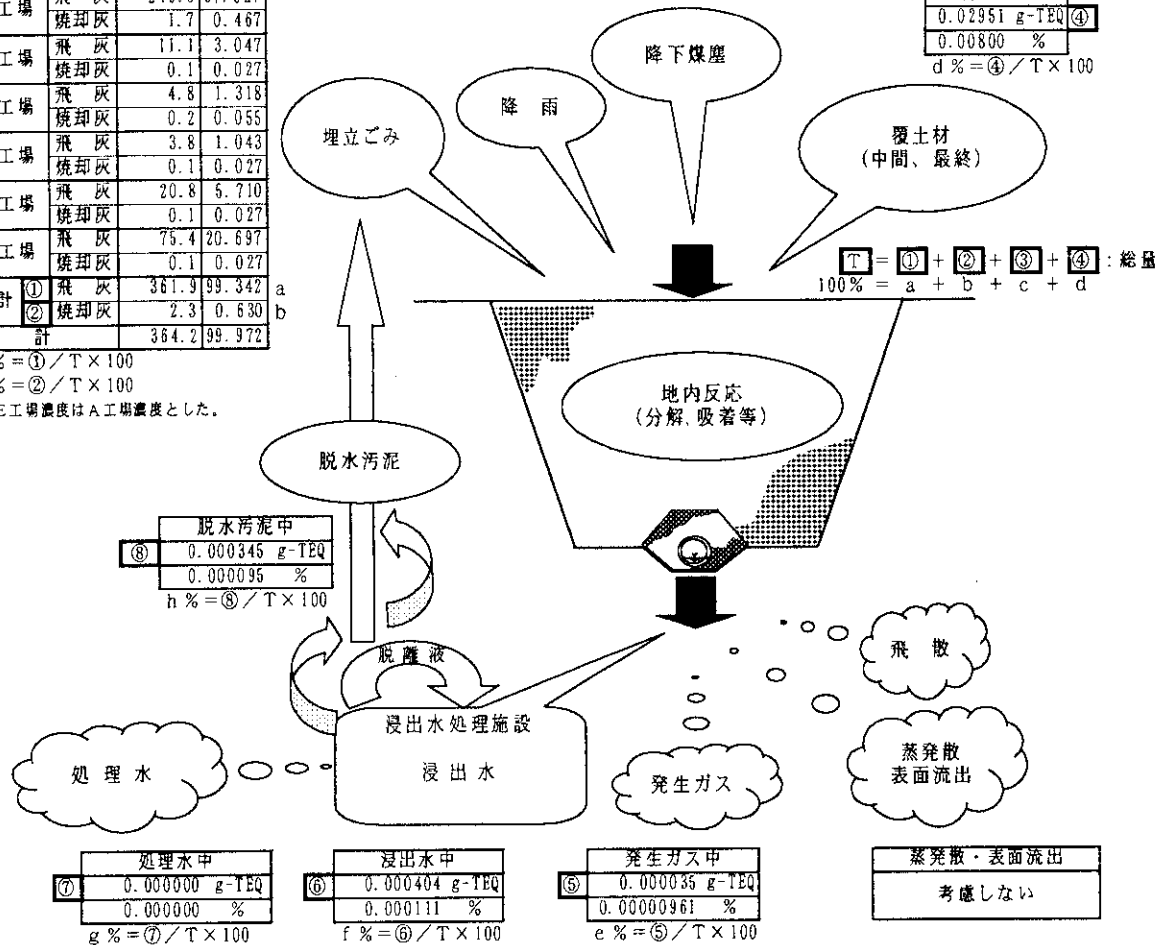 工場
焼却灰 1.7 0.467
工場 飛 灰 11.1 3.047
焼却灰 0.1 0.027
工場 飛 灰 4.8 1.318
焼却灰 0.2 0.055
工場 飛 灰 3.8 1.043
焼却灰 0.1 0.027
工場 飛 灰 20.8 5.710
焼却灰 0.1 0.027
工場 飛 灰 75.4 20.697
焼却灰 0.1 0.027
計 ① 飛 灰 361.9 99.342 a
② 焼却灰 2.3 0.630 b
計 364.2 99.972
%=①/T×100
%=②/T×100
E工場濃度はA工場濃度とした。
0.02951 g-TEQ ④
0.00800 %
d %=④/T×100
降下煤塵
降 雨
埋立ごみ
覆土材
(中間、最終)
T = ① + ② + ③ + ④ : 総量
100% = a + b + c + d
地内反応
(分解、吸着等)
脱水汚泥
脱水汚泥中
⑧ 0.000345 g-TEQ
0.000095 %
h %=⑧/T×100
脱離液
浸出水処理施設
浸出水
処 理 水
発生ガス
飛 散
蒸発散
表面流出
処理水中
⑦ 0.000000 g-TEQ
0.000000 %
g %=⑦/T×100
浸出水中
⑥ 0.000404 g-TEQ
0.000111 %
f %=⑥/T×100
発生ガス中
⑤ 0.000035 g-TEQ
0.00000961 %
e %=⑤/T×100
蒸発散・表面流出
考慮しない